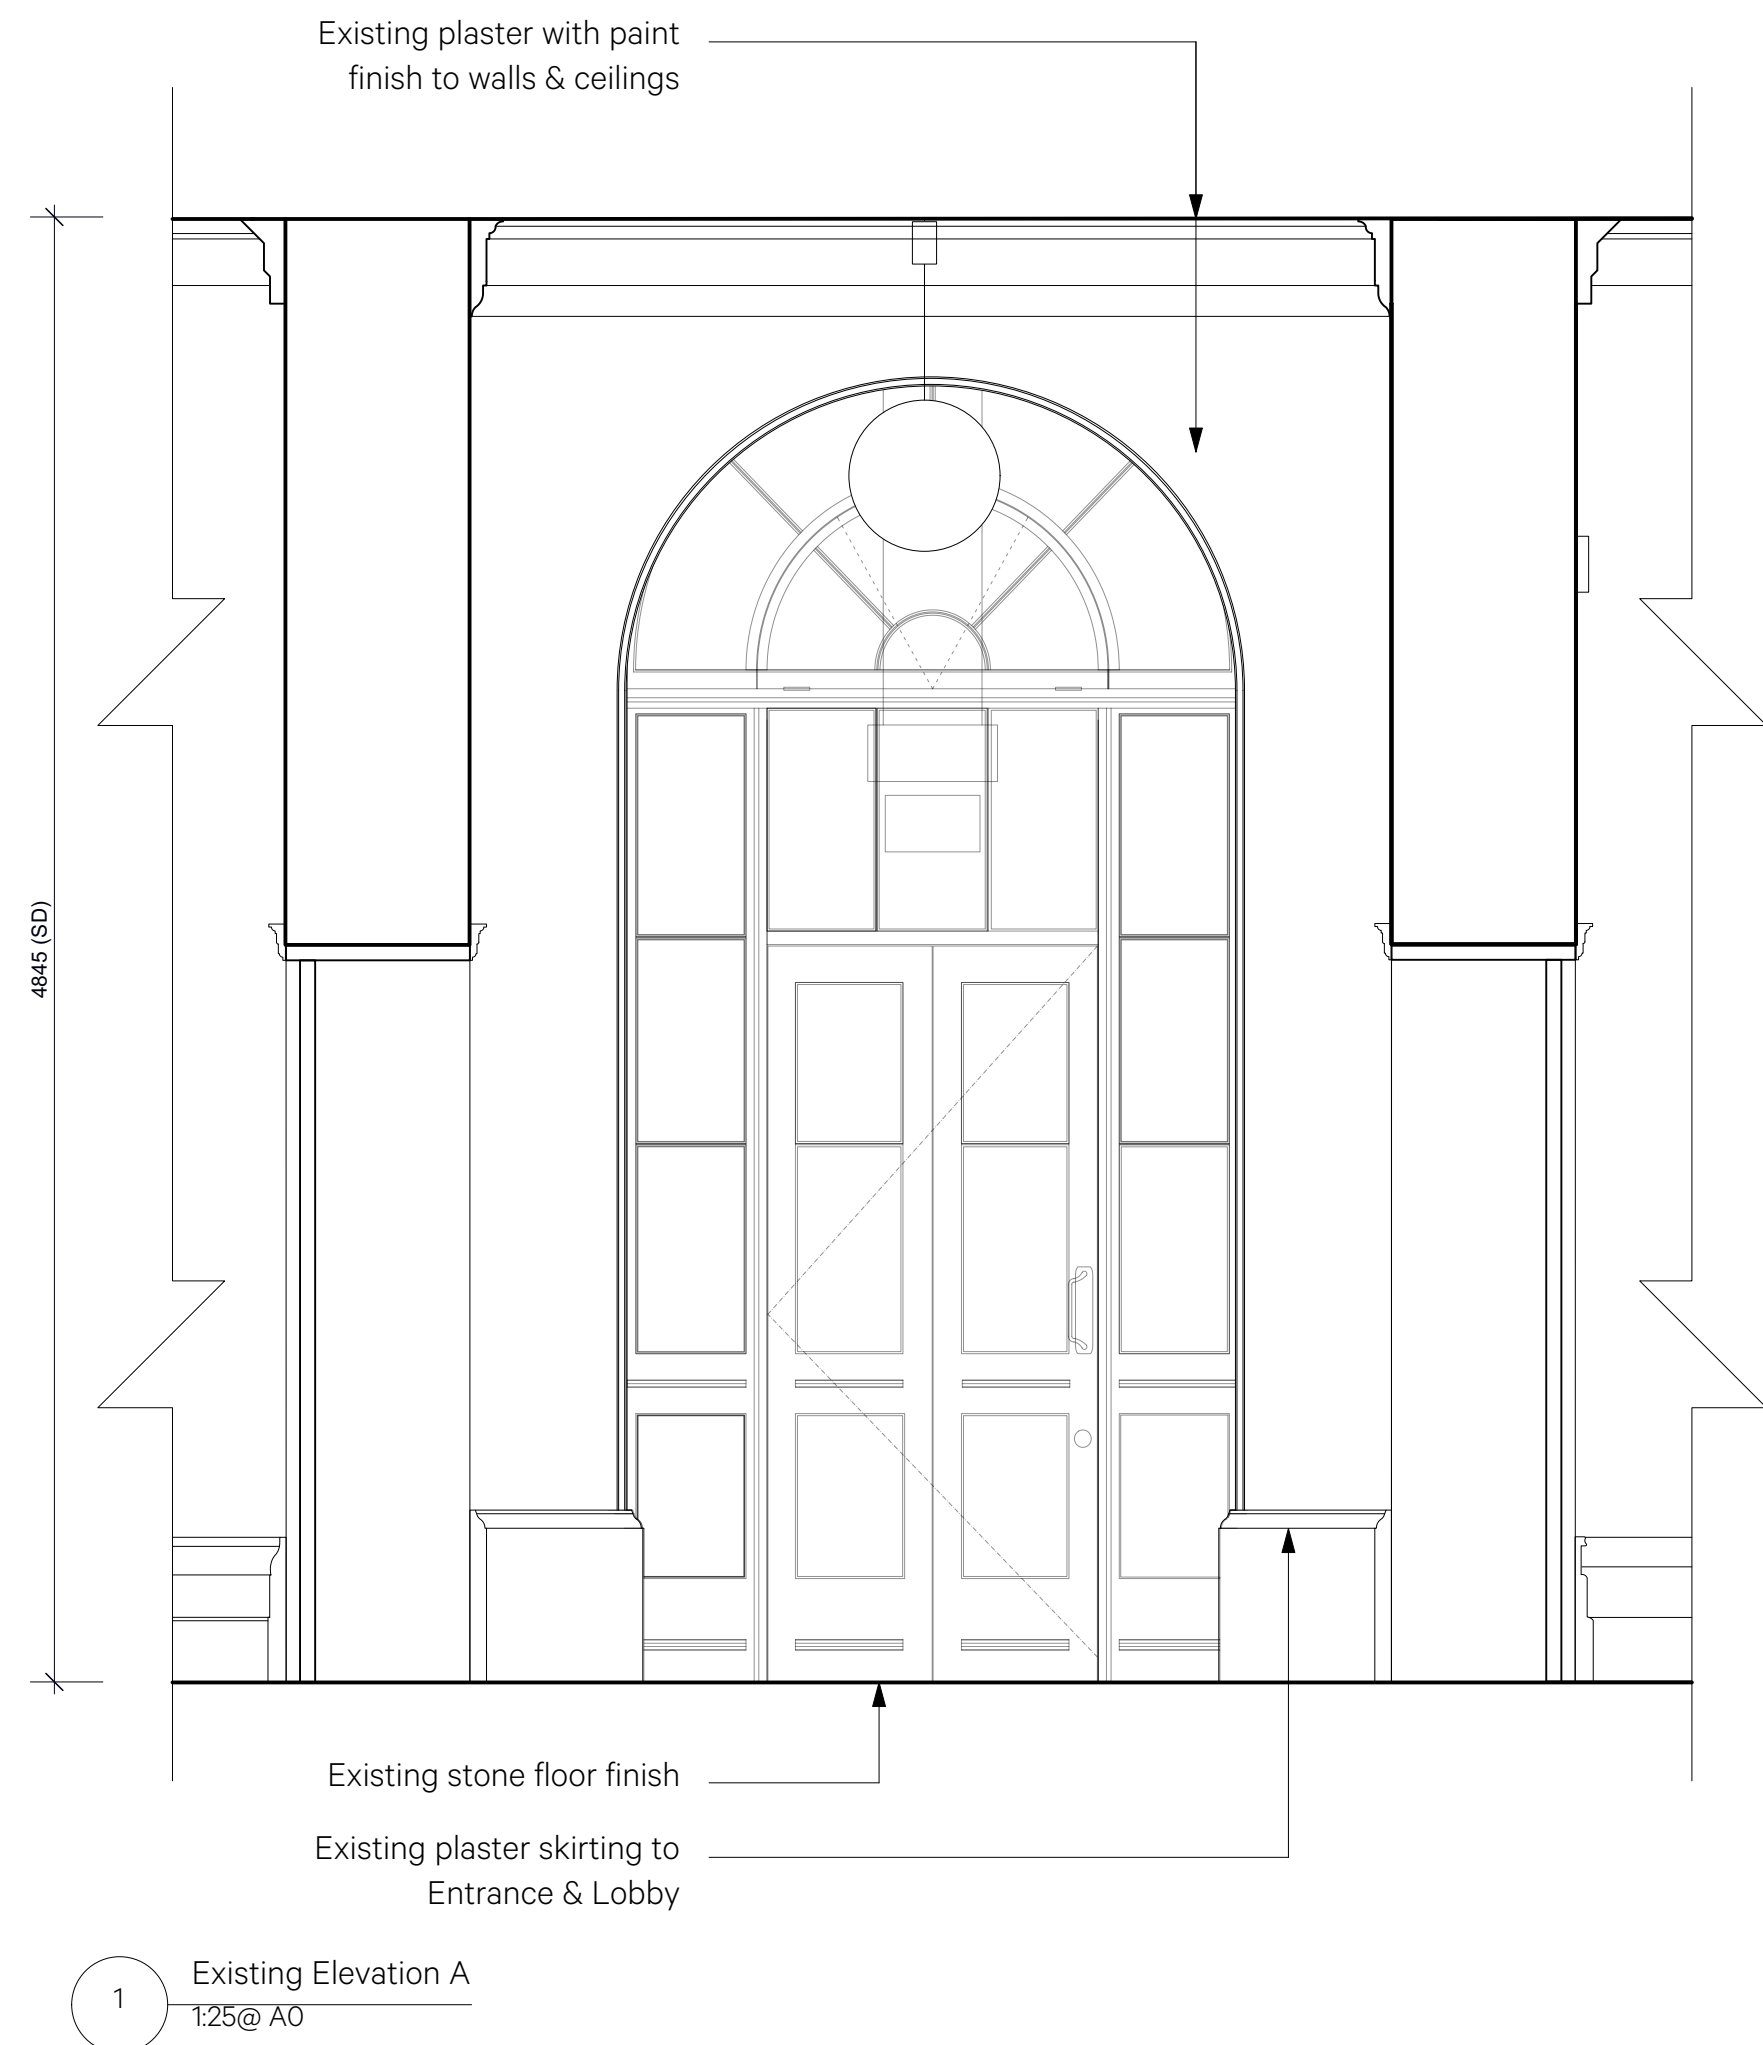 Existing plaster with paint
finish to walls & ceilings
4845 (SD)
Existing stone floor finish
Existing plaster skirting to
Entrance & Lobby
1
Existing Elevation A
1:25@ A0